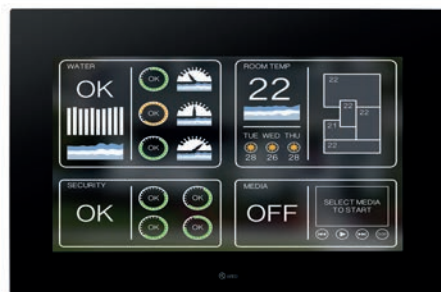 WATER
OK
OK
OK
OK
ROOM TEMP
22
TUE WED THU
28 26 28
22
22
22
21
22
SECURITY
OK
OK OK
OK OK
MEDIA
OFF
SELECT MEDIA
TO START